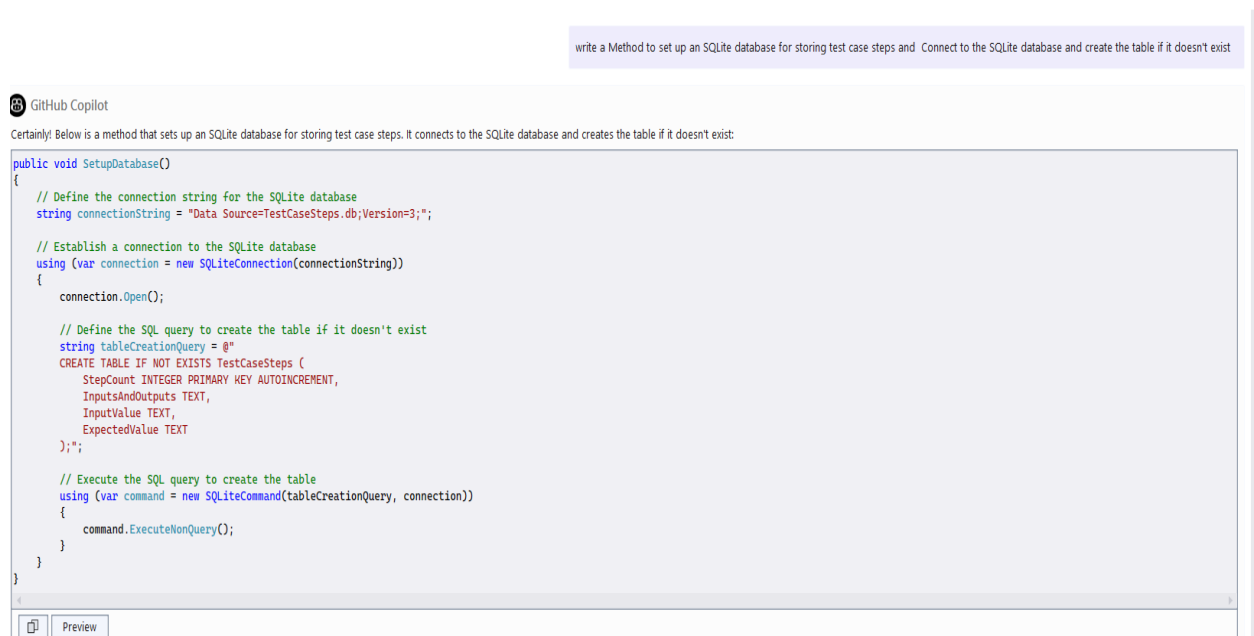 write a Method to set up an SQLite database for storing test case steps and  Connect to the SQLite database and create the table if it doesn't exist
GitHub Copilot
Certainly! Below is a method that sets up an SQLite database for storing test case steps. It connects to the SQLite database and creates the table if it doesn't exist:
public void SetupDatabase()
{
    // Define the connection string for the SQLite database
    string connectionString = "Data Source=TestCaseSteps.db;Version=3;";

    // Establish a connection to the SQLite database
    using (var connection = new SQLiteConnection(connectionString))
    {
        connection.Open();

        // Define the SQL query to create the table if it doesn't exist
        string tableCreationQuery = @"
        CREATE TABLE IF NOT EXISTS TestCaseSteps (
            StepCount INTEGER PRIMARY KEY AUTOINCREMENT,
            InputsAndOutputs TEXT,
            InputValue TEXT,
            ExpectedValue TEXT
        );";

        // Execute the SQL query to create the table
        using (var command = new SQLiteCommand(tableCreationQuery, connection))
        {
            command.ExecuteNonQuery();
        }
    }
}
Preview